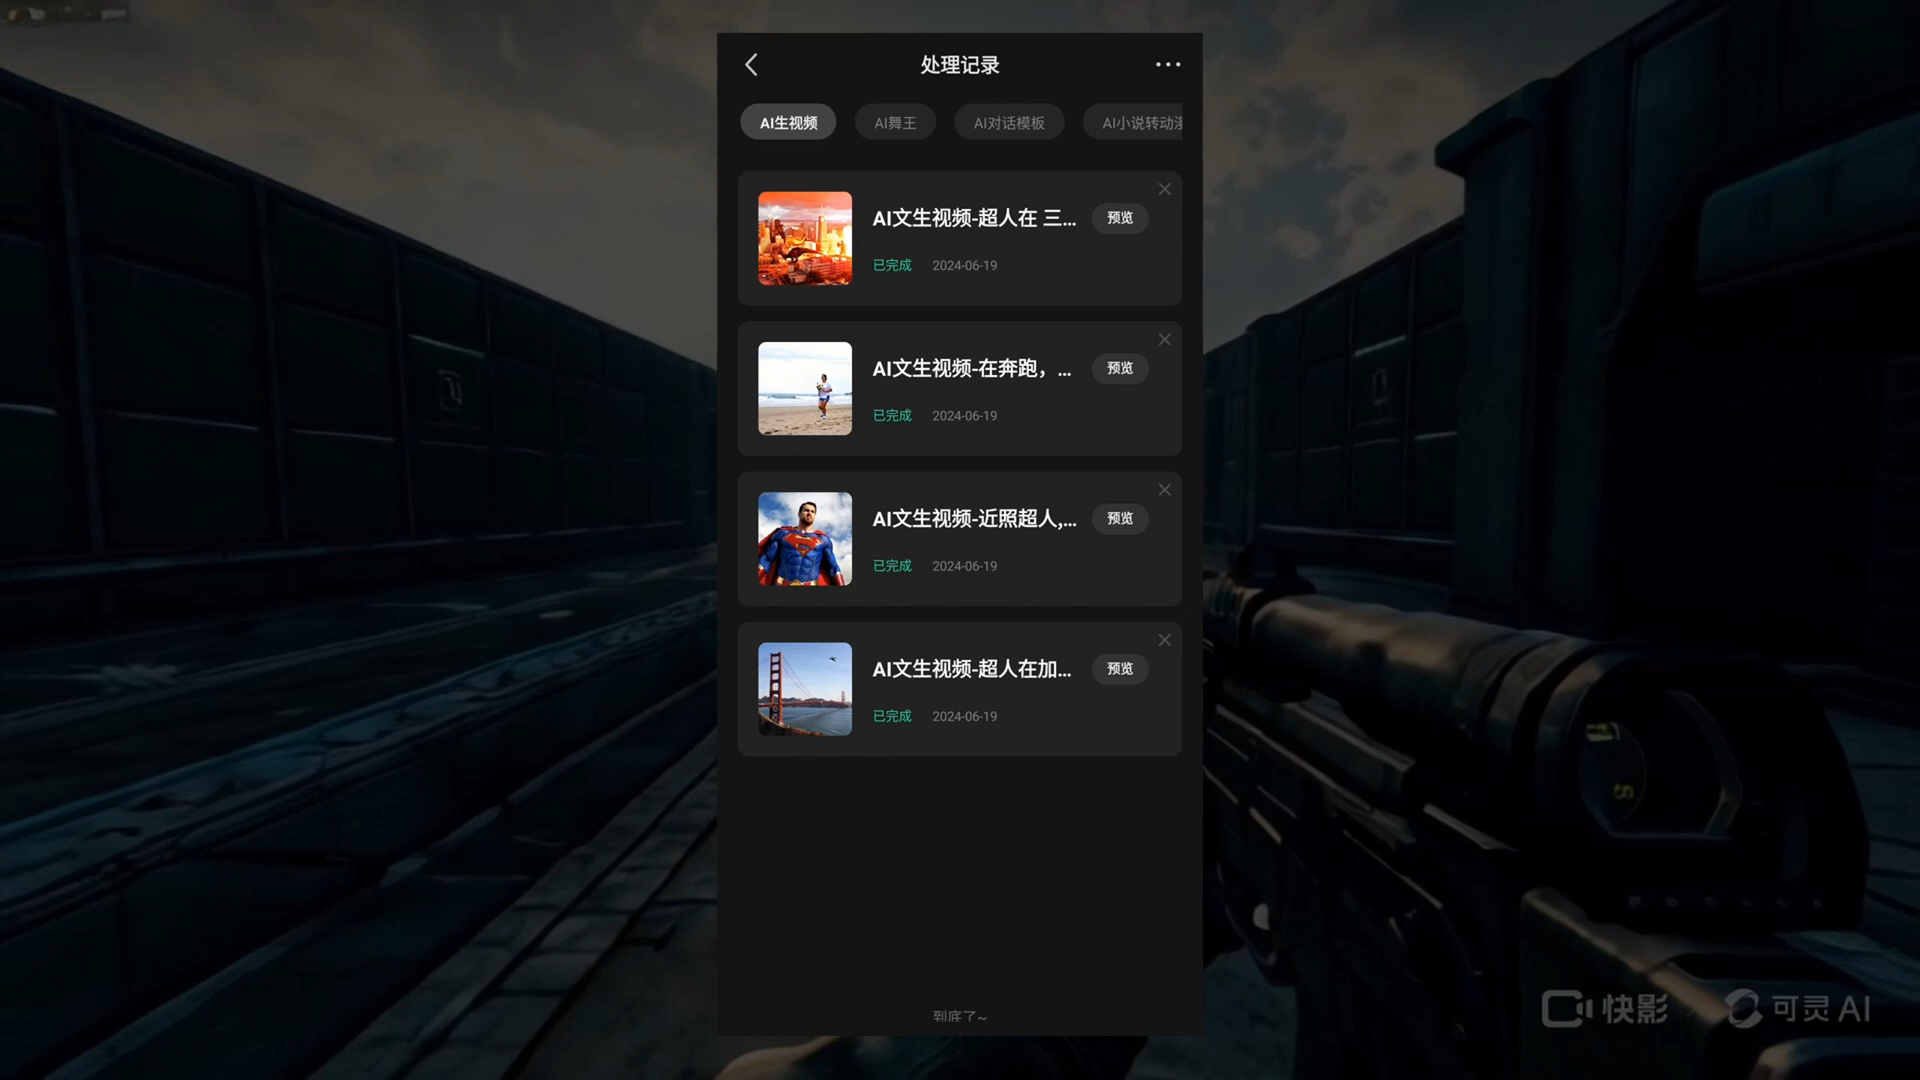 处理记录
AI生视频
AI舞王
AI对话模板
AI小说转动漫
AI文生视频-超人在 三...
预览
已完成
2024-06-19
AI文生视频-在奔跑，...
预览
已完成
2024-06-19
AI文生视频-近照超人,...
预览
已完成
2024-06-19
AI文生视频-超人在加...
预览
已完成
2024-06-19
到底了~
快影
可灵 AI